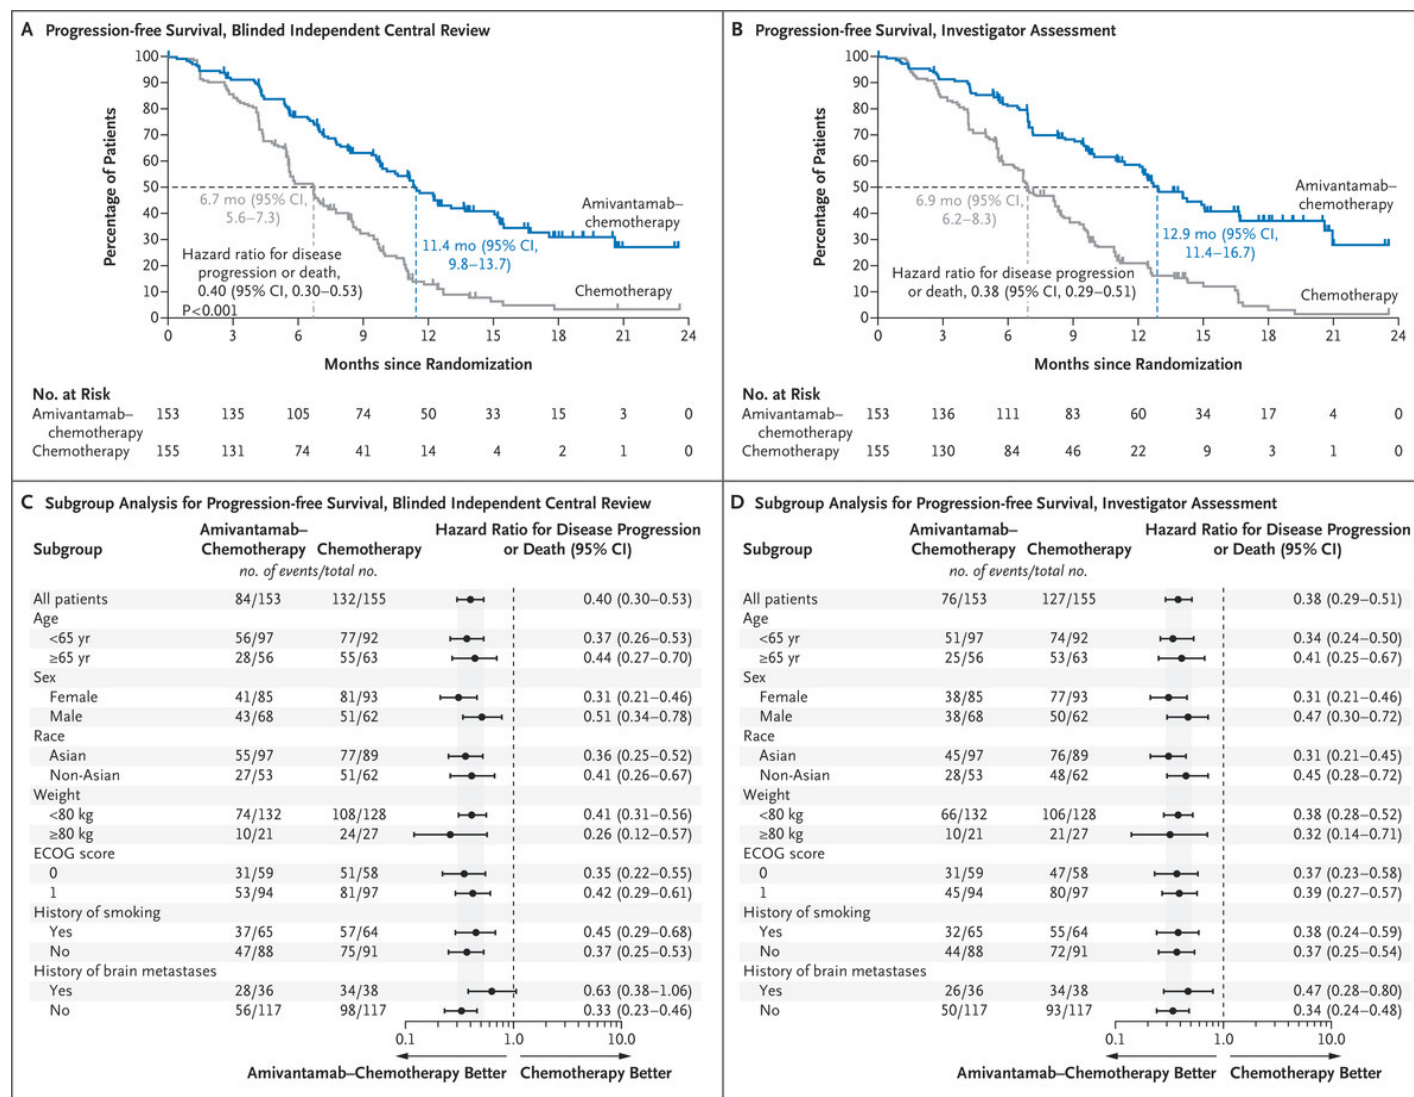 A Progression-free Survival, Blinded Independent Central Review
Percentage of Patients
100
90
80
70
60
50
40
30
20
10
0
6.7 mo (95% CI,
5.6–7.3)
Amivantamab–
chemotherapy
11.4 mo (95% CI,
9.8–13.7)
Hazard ratio for disease
progression or death,
0.40 (95% CI, 0.30–0.53)
P<0.001
Chemotherapy
0 3 6 9 12 15 18 21 24
Months since Randomization
No. at Risk
Amivantamab–
chemotherapy
153 135 105 74 50 33 15 3 0
Chemotherapy 155 131 74 41 14 4 2 1 0
B Progression-free Survival, Investigator Assessment
Percentage of Patients
100
90
80
70
60
50
40
30
20
10
0
6.9 mo (95% CI,
6.2–8.3)
Amivantamab–
chemotherapy
12.9 mo (95% CI,
11.4–16.7)
Hazard ratio for disease progression
or death, 0.38 (95% CI, 0.29–0.51)
Chemotherapy
0 3 6 9 12 15 18 21 24
Months since Randomization
No. at Risk
Amivantamab–
chemotherapy
153 136 111 83 60 34 17 4 0
Chemotherapy 155 130 84 46 22 9 3 1 0
C Subgroup Analysis for Progression-free Survival, Blinded Independent Central Review
Subgroup
Amivantamab–
Chemotherapy
Chemotherapy
Hazard Ratio for Disease Progression
or Death (95% CI)
no. of events/total no.
All patients 84/153 132/155 0.40 (0.30–0.53)
Age
<65 yr 56/97 77/92 0.37 (0.26–0.53)
≥65 yr 28/56 55/63 0.44 (0.27–0.70)
Sex
Female 41/85 81/93 0.31 (0.21–0.46)
Male 43/68 51/62 0.51 (0.34–0.78)
Race
Asian 55/97 77/89 0.36 (0.25–0.52)
Non-Asian 27/53 51/62 0.41 (0.26–0.67)
Weight
<80 kg 74/132 108/128 0.41 (0.31–0.56)
≥80 kg 10/21 24/27 0.26 (0.12–0.57)
ECOG score
0 31/59 51/58 0.35 (0.22–0.55)
1 53/94 81/97 0.42 (0.29–0.61)
History of smoking
Yes 37/65 57/64 0.45 (0.29–0.68)
No 47/88 75/91 0.37 (0.25–0.53)
History of brain metastases
Yes 28/36 34/38 0.63 (0.38–1.06)
No 56/117 98/117 0.33 (0.23–0.46)
0.1 1.0 10.0
Amivantamab–Chemotherapy Better Chemotherapy Better
D Subgroup Analysis for Progression-free Survival, Investigator Assessment
Subgroup
Amivantamab–
Chemotherapy
Chemotherapy
Hazard Ratio for Disease Progression
or Death (95% CI)
no. of events/total no.
All patients 76/153 127/155 0.38 (0.29–0.51)
Age
<65 yr 51/97 74/92 0.34 (0.24–0.50)
≥65 yr 25/56 53/63 0.41 (0.25–0.67)
Sex
Female 38/85 77/93 0.31 (0.21–0.46)
Male 38/68 50/62 0.47 (0.30–0.72)
Race
Asian 45/97 76/89 0.31 (0.21–0.45)
Non-Asian 28/53 48/62 0.45 (0.28–0.72)
Weight
<80 kg 66/132 106/128 0.38 (0.28–0.52)
≥80 kg 10/21 21/27 0.32 (0.14–0.71)
ECOG score
0 31/59 47/58 0.37 (0.23–0.58)
1 45/94 80/97 0.39 (0.27–0.57)
History of smoking
Yes 32/65 55/64 0.38 (0.24–0.59)
No 44/88 72/91 0.37 (0.25–0.54)
History of brain metastases
Yes 26/36 34/38 0.47 (0.28–0.80)
No 50/117 93/117 0.34 (0.24–0.48)
0.1 1.0 10.0
Amivantamab–Chemotherapy Better Chemotherapy Better